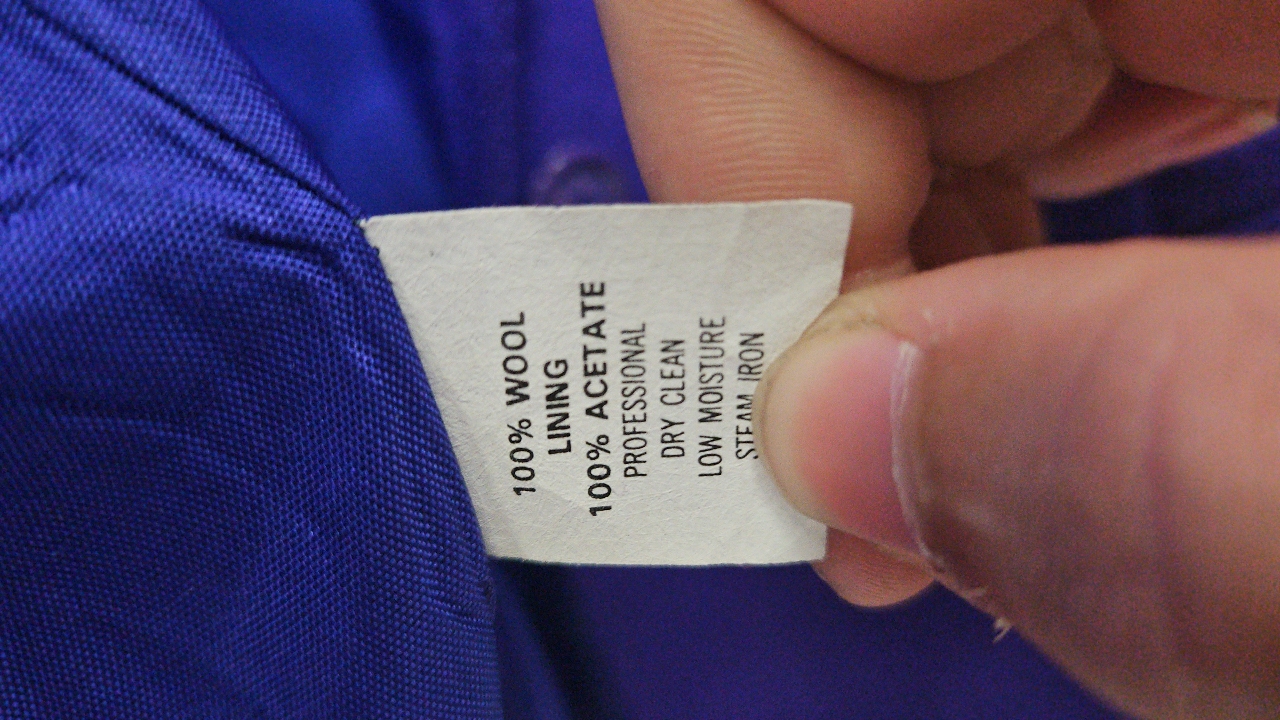 100% WOOL
LINING
100% ACETATE
PROFESSIONAL
DRY CLEAN
LOW MOISTURE
STEAM IRON